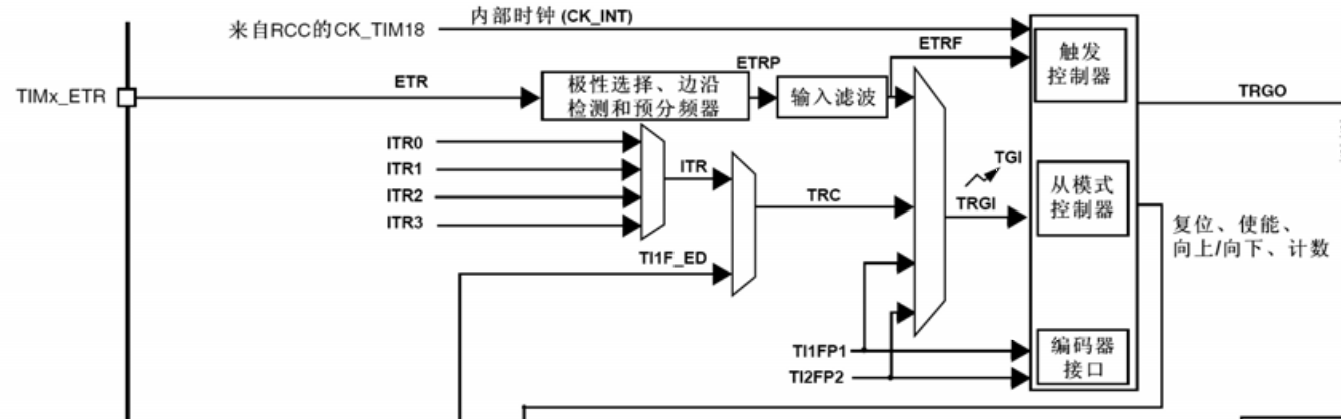 内部时钟 (CK_INT)
来自RCC的CK_TIM18
ETRF
触发
控制器
TIMx_ETR
ETR
极性选择、边沿
检测和预分频器
ETRP
输入滤波
TRGO
ITR0
ITR1
ITR2
ITR3
ITR
TI1F_ED
TRC
TGI
TRGI
从模式
控制器
复位、使能、
向上/向下、计数
TI1FP1
TI2FP2
编码器
接口